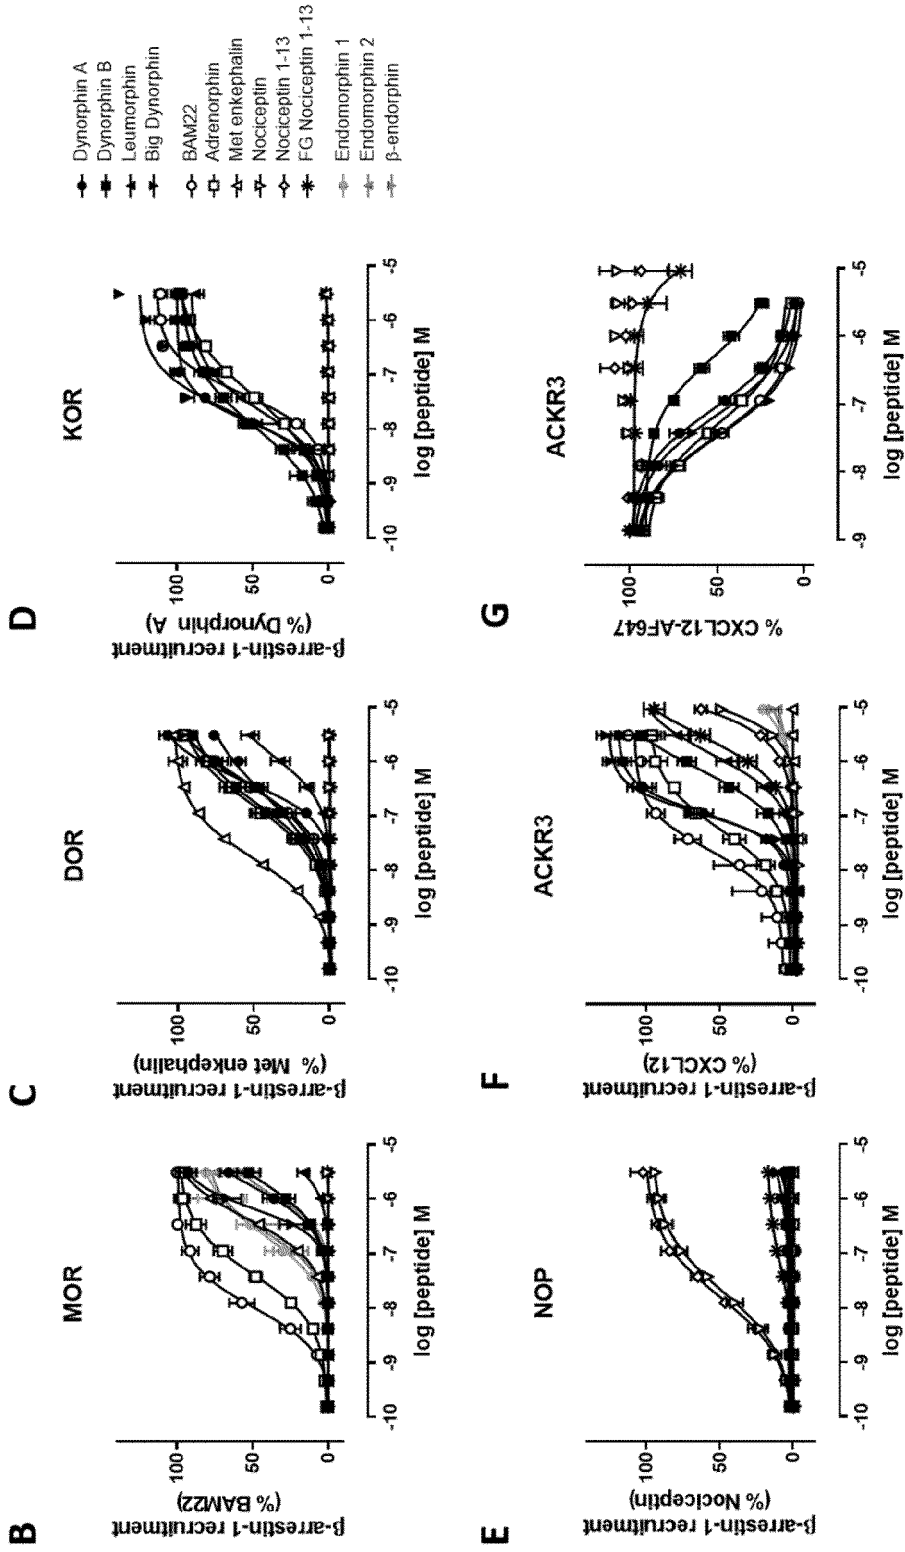 B
MOR
β-arrestin-1 recruitment
(% BAM22)
100
50
0
-10
-9
-8
-7
-6
-5
log [peptide] M
C
DOR
β-arrestin-1 recruitment
(% Met enkephalin)
100
50
0
-10
-9
-8
-7
-6
-5
log [peptide] M
D
KOR
β-arrestin-1 recruitment
(% Dynorphin A)
100
50
0
-10
-9
-8
-7
-6
-5
log [peptide] M
Dynorphin A
Dynorphin B
Leumorphin
Big Dynorphin
BAM22
Adrenorphin
Met enkephalin
Nociceptin
Nociceptin 1-13
FG Nociceptin 1-13
Endomorphin 1
Endomorphin 2
β-endorphin
E
NOP
β-arrestin-1 recruitment
(% Nociceptin)
100
50
0
-10
-9
-8
-7
-6
-5
log [peptide] M
F
ACKR3
β-arrestin-1 recruitment
(% CXCL12)
100
50
0
-10
-9
-8
-7
-6
-5
log [peptide] M
G
ACKR3
% CXCL12-AF647
100
50
0
-9
-8
-7
-6
-5
log [peptide] M